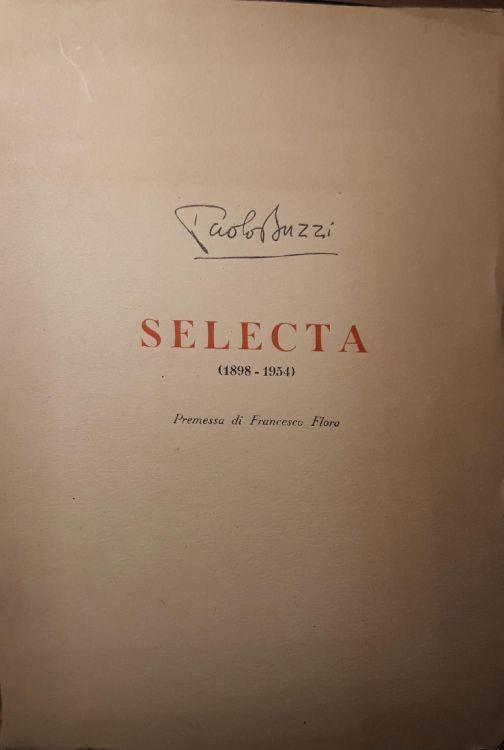 Paolo Buzzi
SELECTA
(1898 - 1954)
Premessa di Francesco Flora